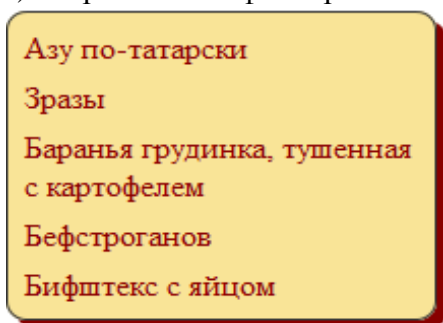 Азу по-татарски
Зразы
Баранья грудинка, тушенная
с картофелем
Бефстроганов
Бифштекс с яйцом